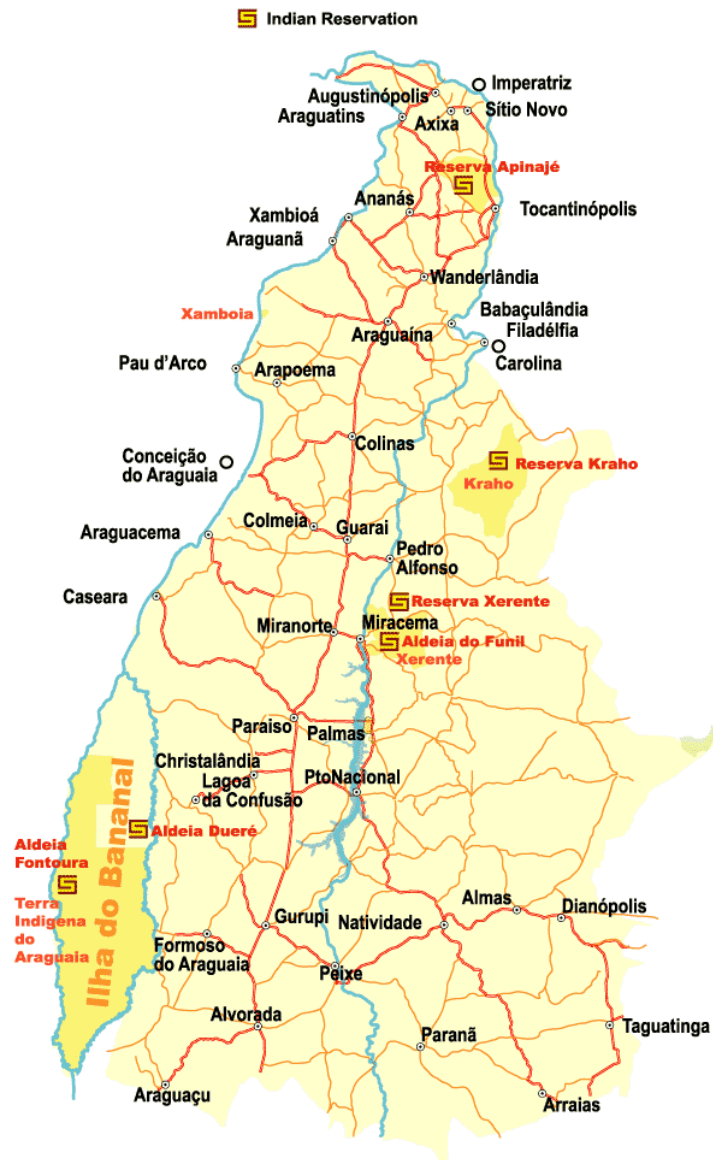 Indian Reservation
Imperatriz
Augustinópolis
Sítio Novo
Araguatins
Axixa
Reserva Apinajé
Ananás
Tocantinópolis
Xambioá
Araguanã
Wanderlândia
Xamboia
Babaçulândia
Filadélfia
Araguaína
Carolina
Pau d'Arco
Arapoema
Colinas
Conceição
do Araguaia
Reserva Kraho
Kraho
Colmeia
Guarai
Araguacema
Pedro
Alfonso
Caseara
Reserva Xerente
Miranorte
Miracema
Aldeia do Funil
Xerente
Paraiso
Palmas
Christalândia
Lagoa
da Confusão
PtoNacional
Ilha do Bananal
Aldeia Dueré
Aldeia
Fontoura
Terra
Indigena
do
Araguaia
Almas
Dianópolis
Gurupi
Natividade
Formoso
do Araguaia
Peixe
Alvorada
Paranã
Taguatinga
Araguaçu
Arraias